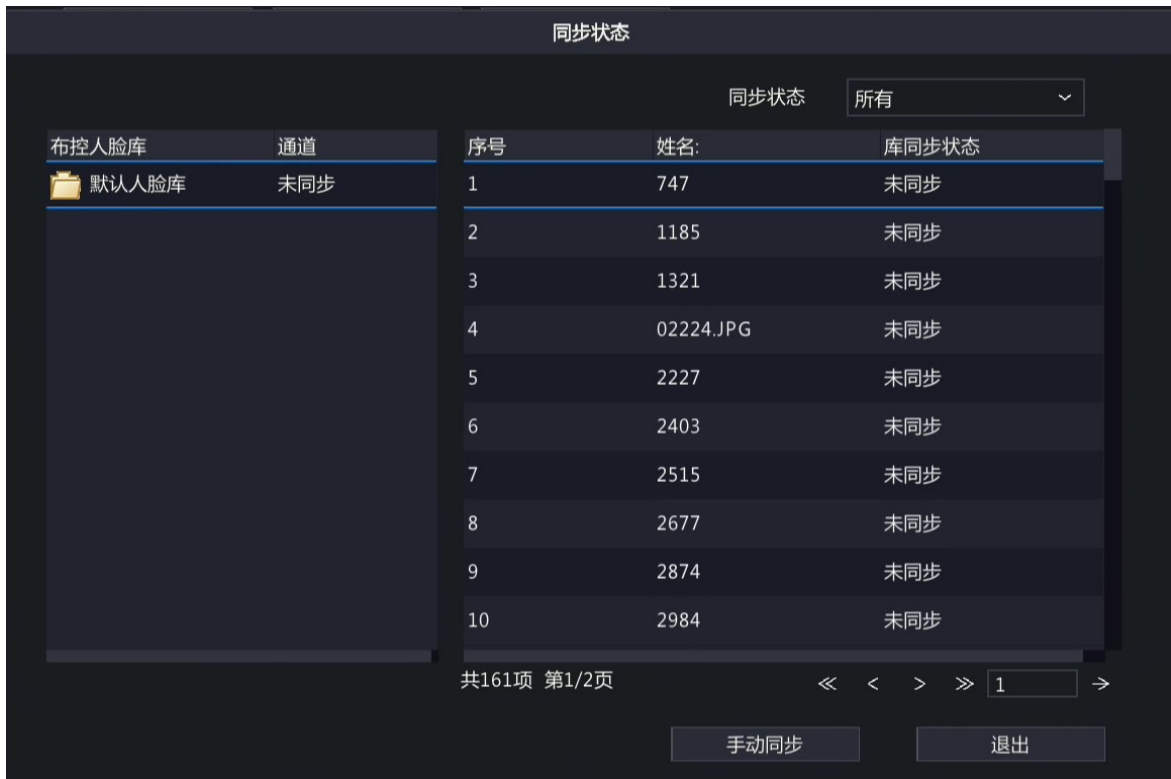 同步状态
同步状态 所有
布控人脸库 通道
默认人脸库 未同步
序号 姓名: 库同步状态
1 747 未同步
2 1185 未同步
3 1321 未同步
4 02224.JPG 未同步
5 2227 未同步
6 2403 未同步
7 2515 未同步
8 2677 未同步
9 2874 未同步
10 2984 未同步
共161项 第1/2页 1
手动同步 退出